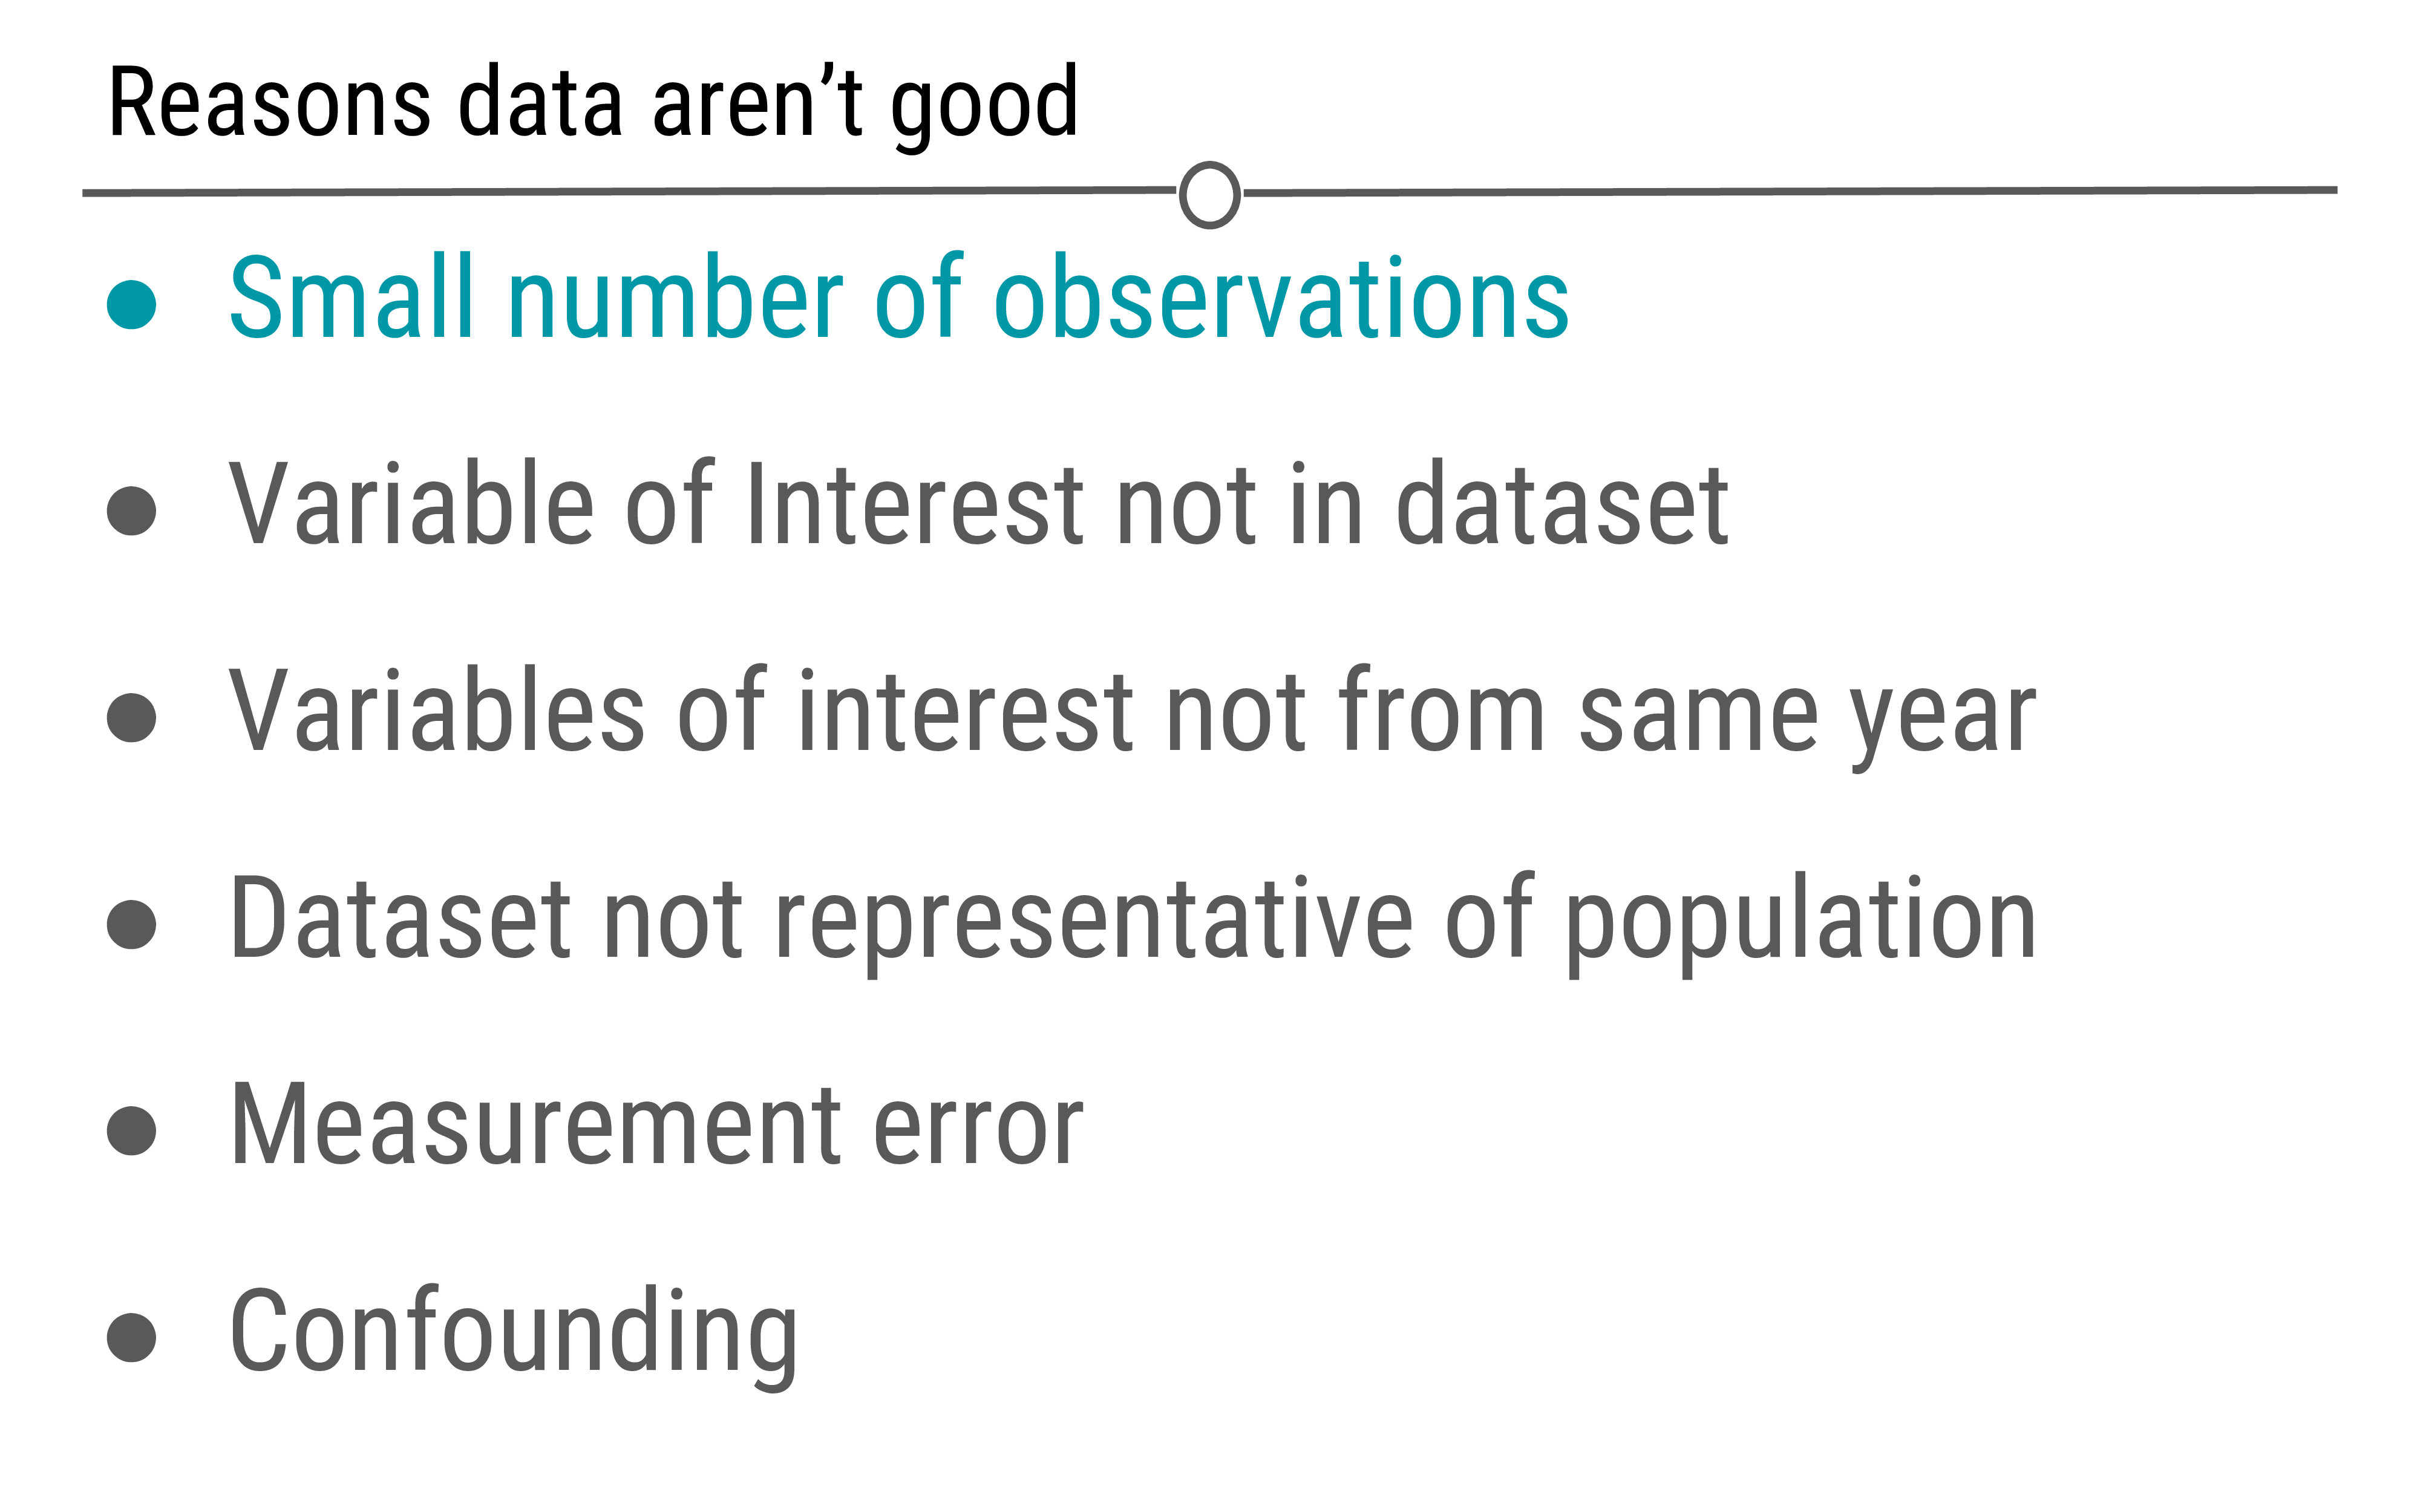 Reasons data aren’t good
● Small number of observations
● Variable of Interest not in dataset
● Variables of interest not from same year
● Dataset not representative of population
● Measurement error
● Confounding